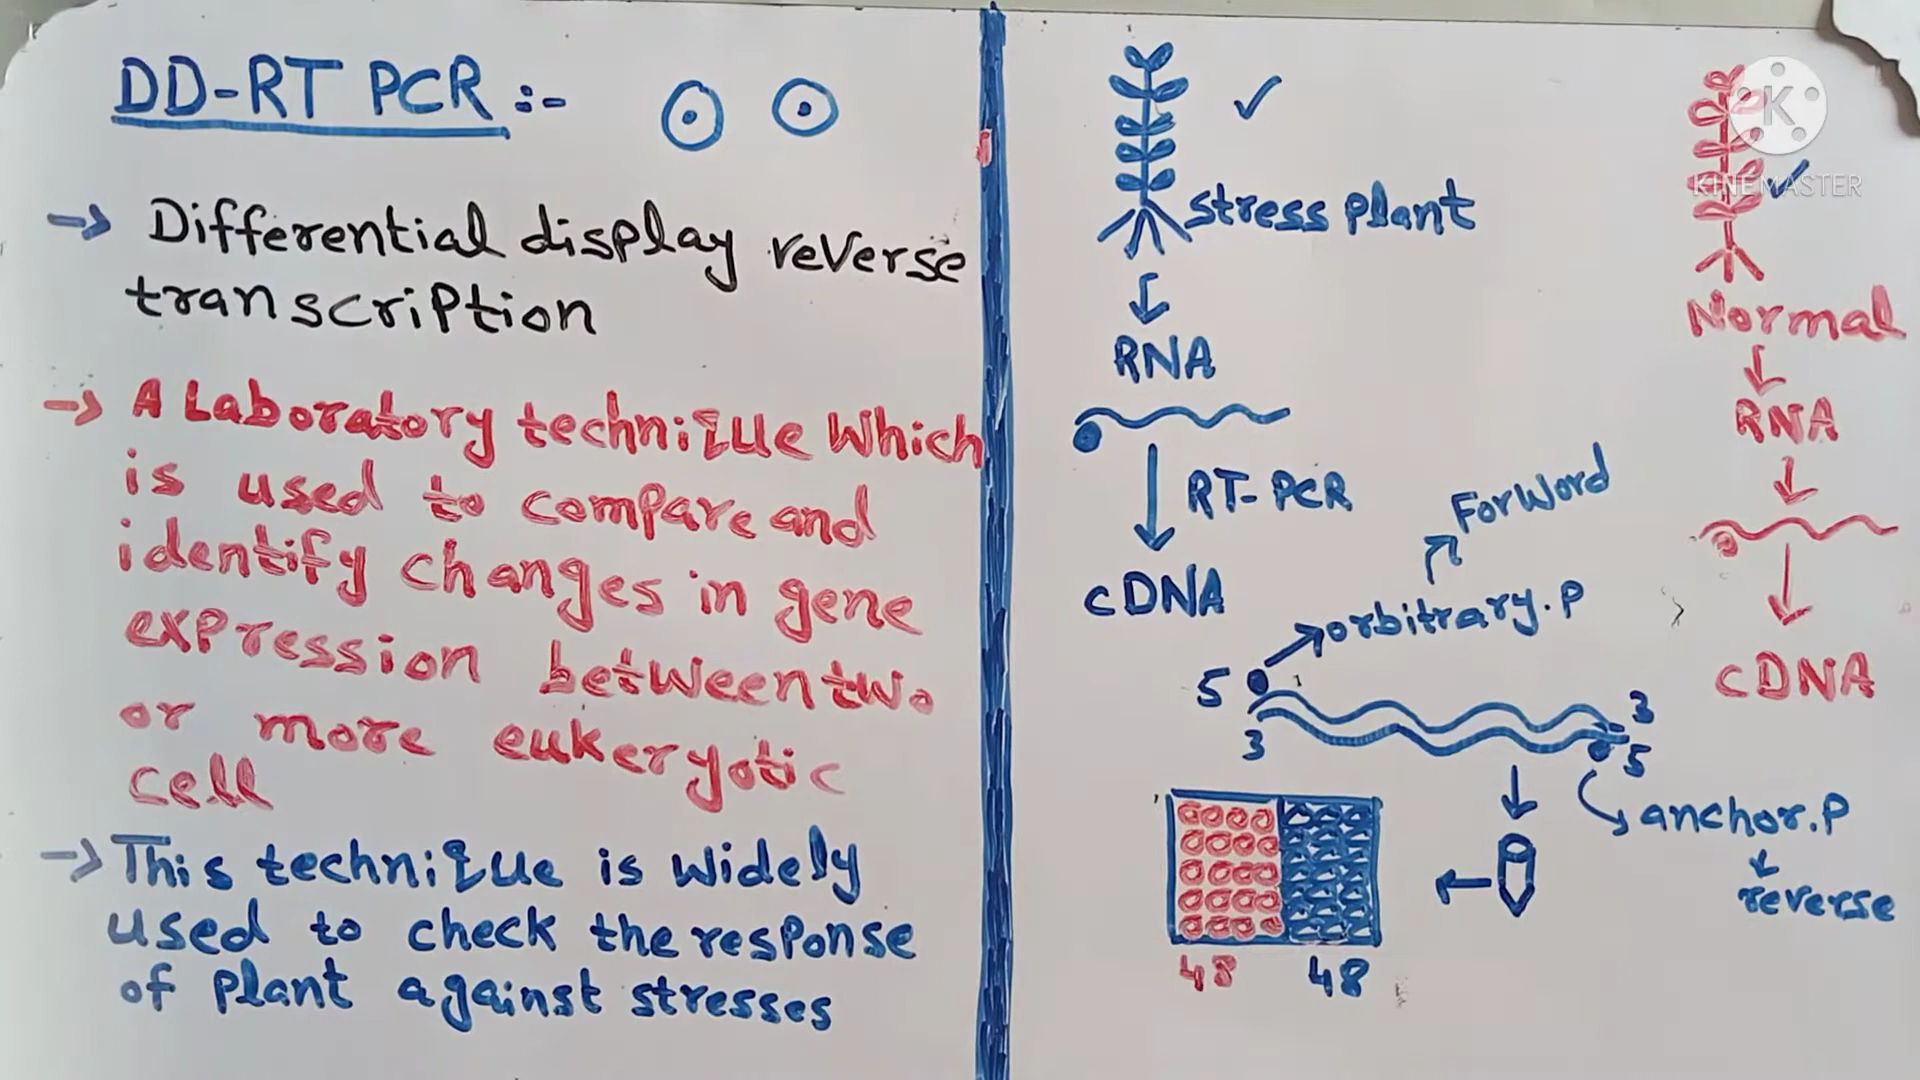 DD-RT PCR :-
→ Differential display reverse
transcription
→ A Laboratory technique Which
is used to compare and
identify changes in gene
expression between two
or more eukeryotic
cell
→ This technique is widely
used to check the response
of plant against stresses
✓
stress plant
RNA
RT-PCR
cDNA
ForWord
orbitrary.P
5
3
3
5
anchor.P
reverse
48 48
K
KINEMASTER
✓
Normal
RNA
cDNA